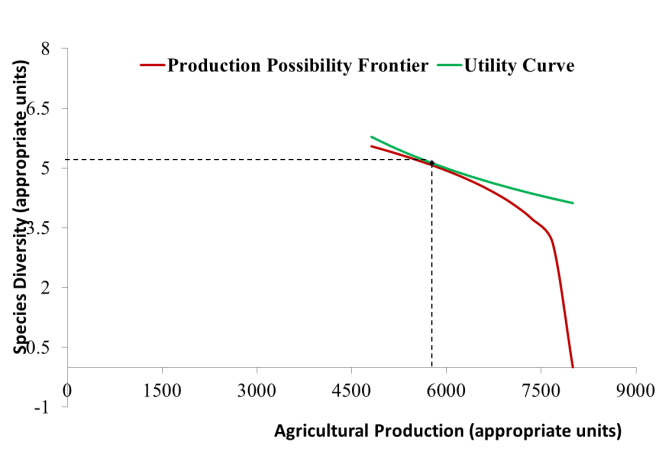 8
Production Possibility Frontier
Utility Curve
6.5
5
3.5
2
0.5
-1
Species Diversity (appropriate units)
0 1500 3000 4500 6000 7500 9000
Agricultural Production (appropriate units)